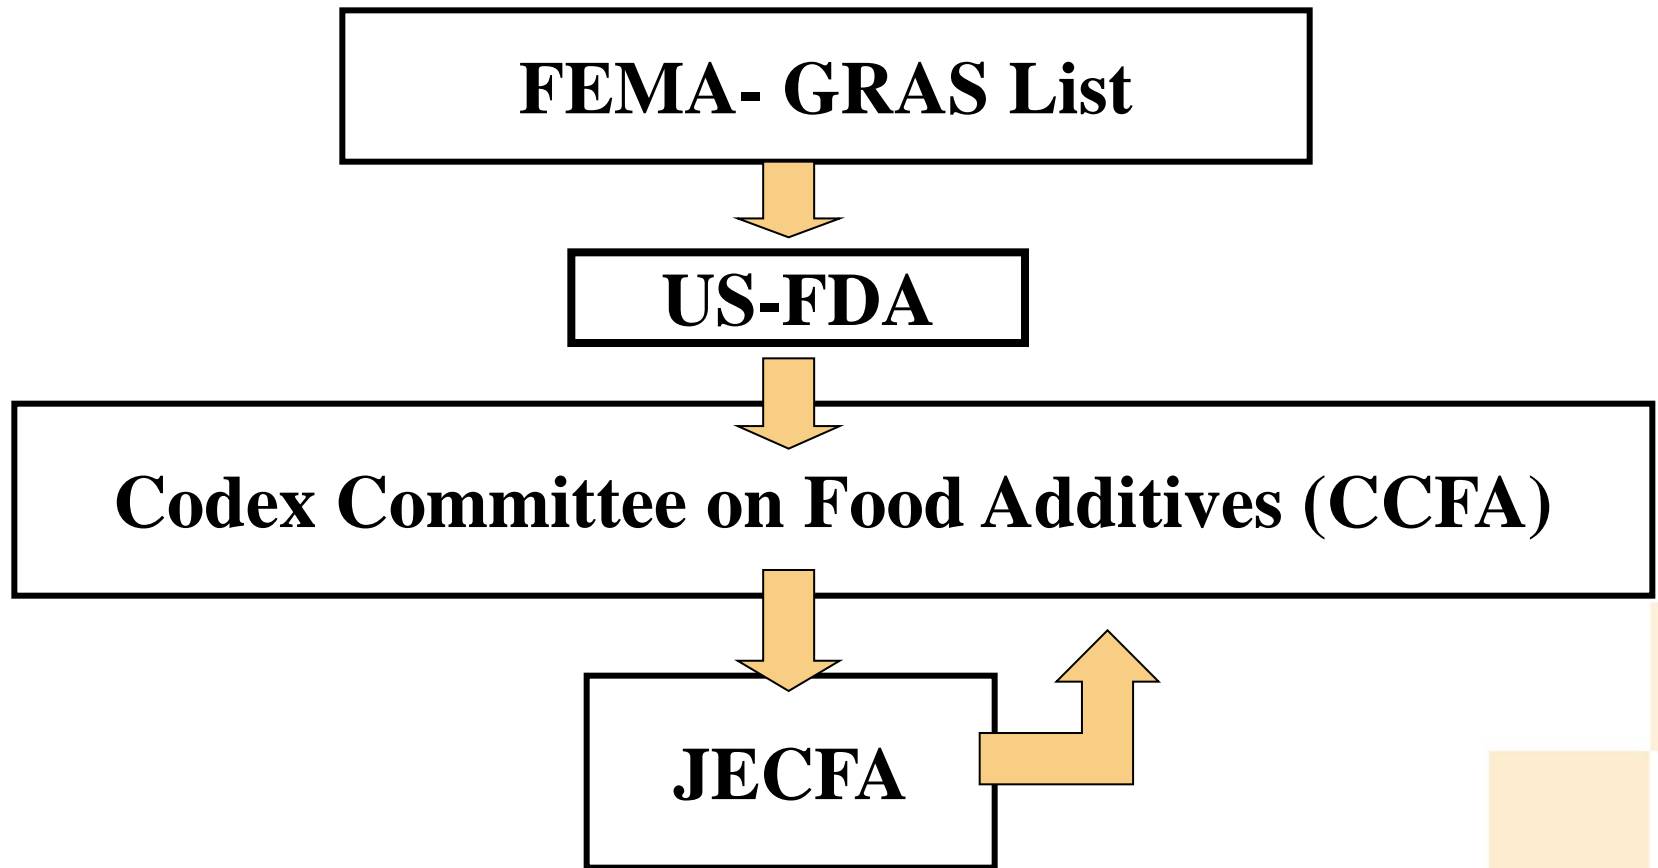 FEMA- GRAS List
US-FDA
Codex Committee on Food Additives (CCFA)
JECFA